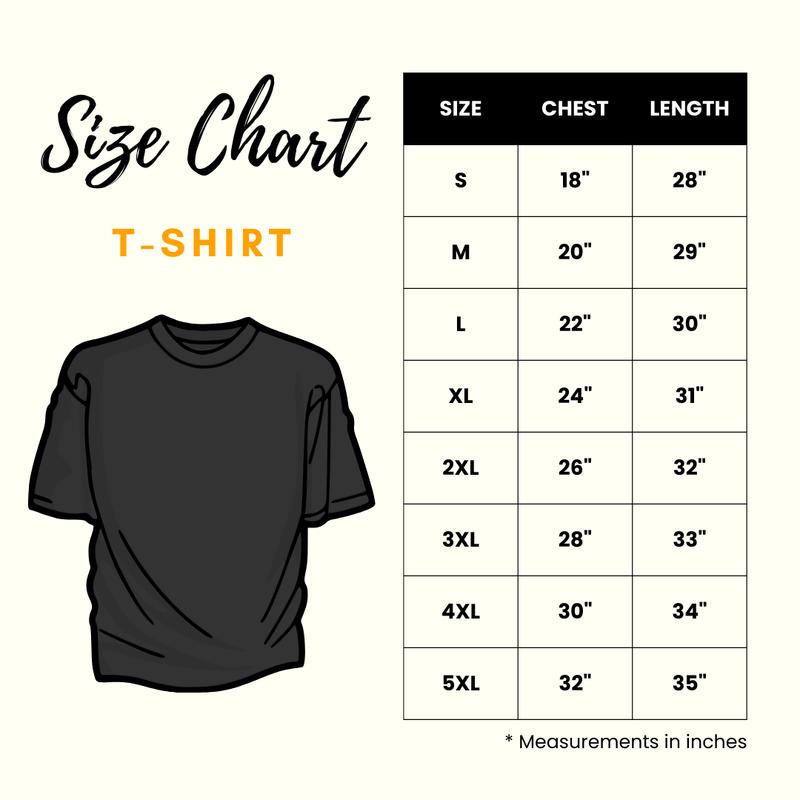 Size Chart
T-SHIRT
SIZE CHEST LENGTH
S 18" 28"
M 20" 29"
L 22" 30"
XL 24" 31"
2XL 26" 32"
3XL 28" 33"
4XL 30" 34"
5XL 32" 35"
* Measurements in inches